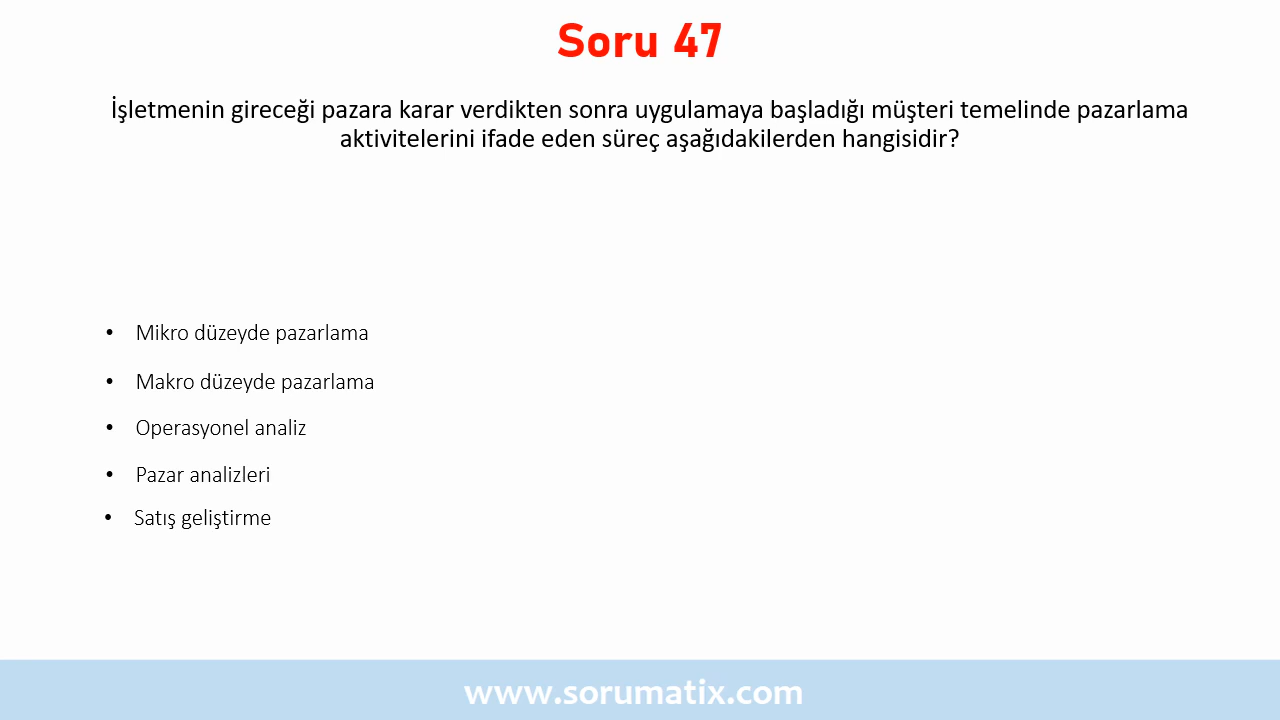 Soru 47
İşletmenin gireceği pazara karar verdikten sonra uygulamaya başladığı müşteri temelinde pazarlama
aktivitelerini ifade eden süreç aşağıdakilerden hangisidir?
• Mikro düzeyde pazarlama
• Makro düzeyde pazarlama
• Operasyonel analiz
• Pazar analizleri
• Satış geliştirme
www.sorumatix.com